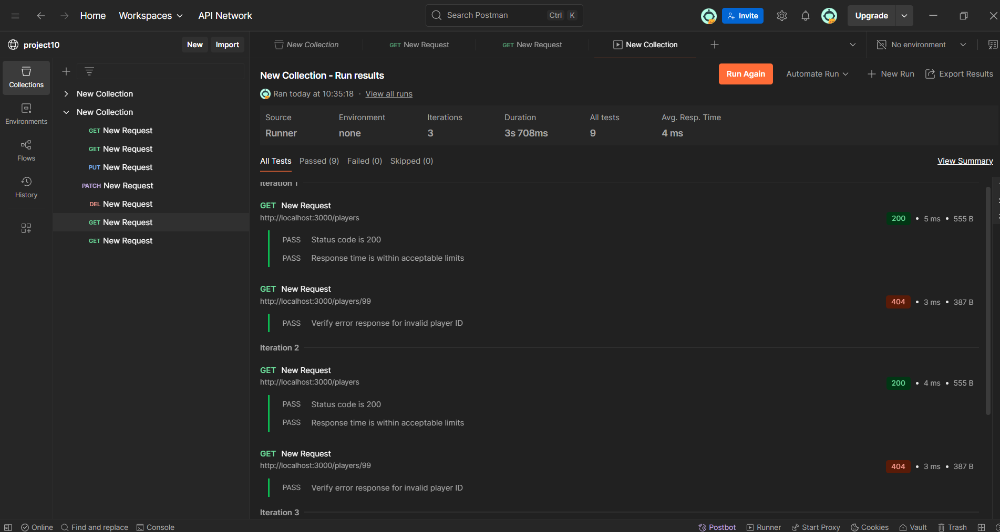 Home Workspaces API Network Search Postman Ctrl K Invite Upgrade
project10 New Import
New Collection GET New Request GET New Request New Collection No environment
Collections
Environments
Flows
History
New Collection
New Collection
GET New Request
GET New Request
PUT New Request
PATCH New Request
DEL New Request
GET New Request
GET New Request
New Collection - Run results Run Again Automate Run New Run Export Results
Ran today at 10:35:18 · View all runs
Source Environment Iterations Duration All tests Avg. Resp. Time
Runner none 3 3s 708ms 9 4 ms
All Tests Passed (9) Failed (0) Skipped (0) View Summary
Iteration 1
GET New Request
http://localhost:3000/players 200 • 5 ms • 555 B
PASS Status code is 200
PASS Response time is within acceptable limits
GET New Request
http://localhost:3000/players/99 404 • 3 ms • 387 B
PASS Verify error response for invalid player ID
Iteration 2
GET New Request
http://localhost:3000/players 200 • 4 ms • 555 B
PASS Status code is 200
PASS Response time is within acceptable limits
GET New Request
http://localhost:3000/players/99 404 • 3 ms • 387 B
PASS Verify error response for invalid player ID
Iteration 3
Online Find and replace Console Postbot Runner Start Proxy Cookies Vault Trash